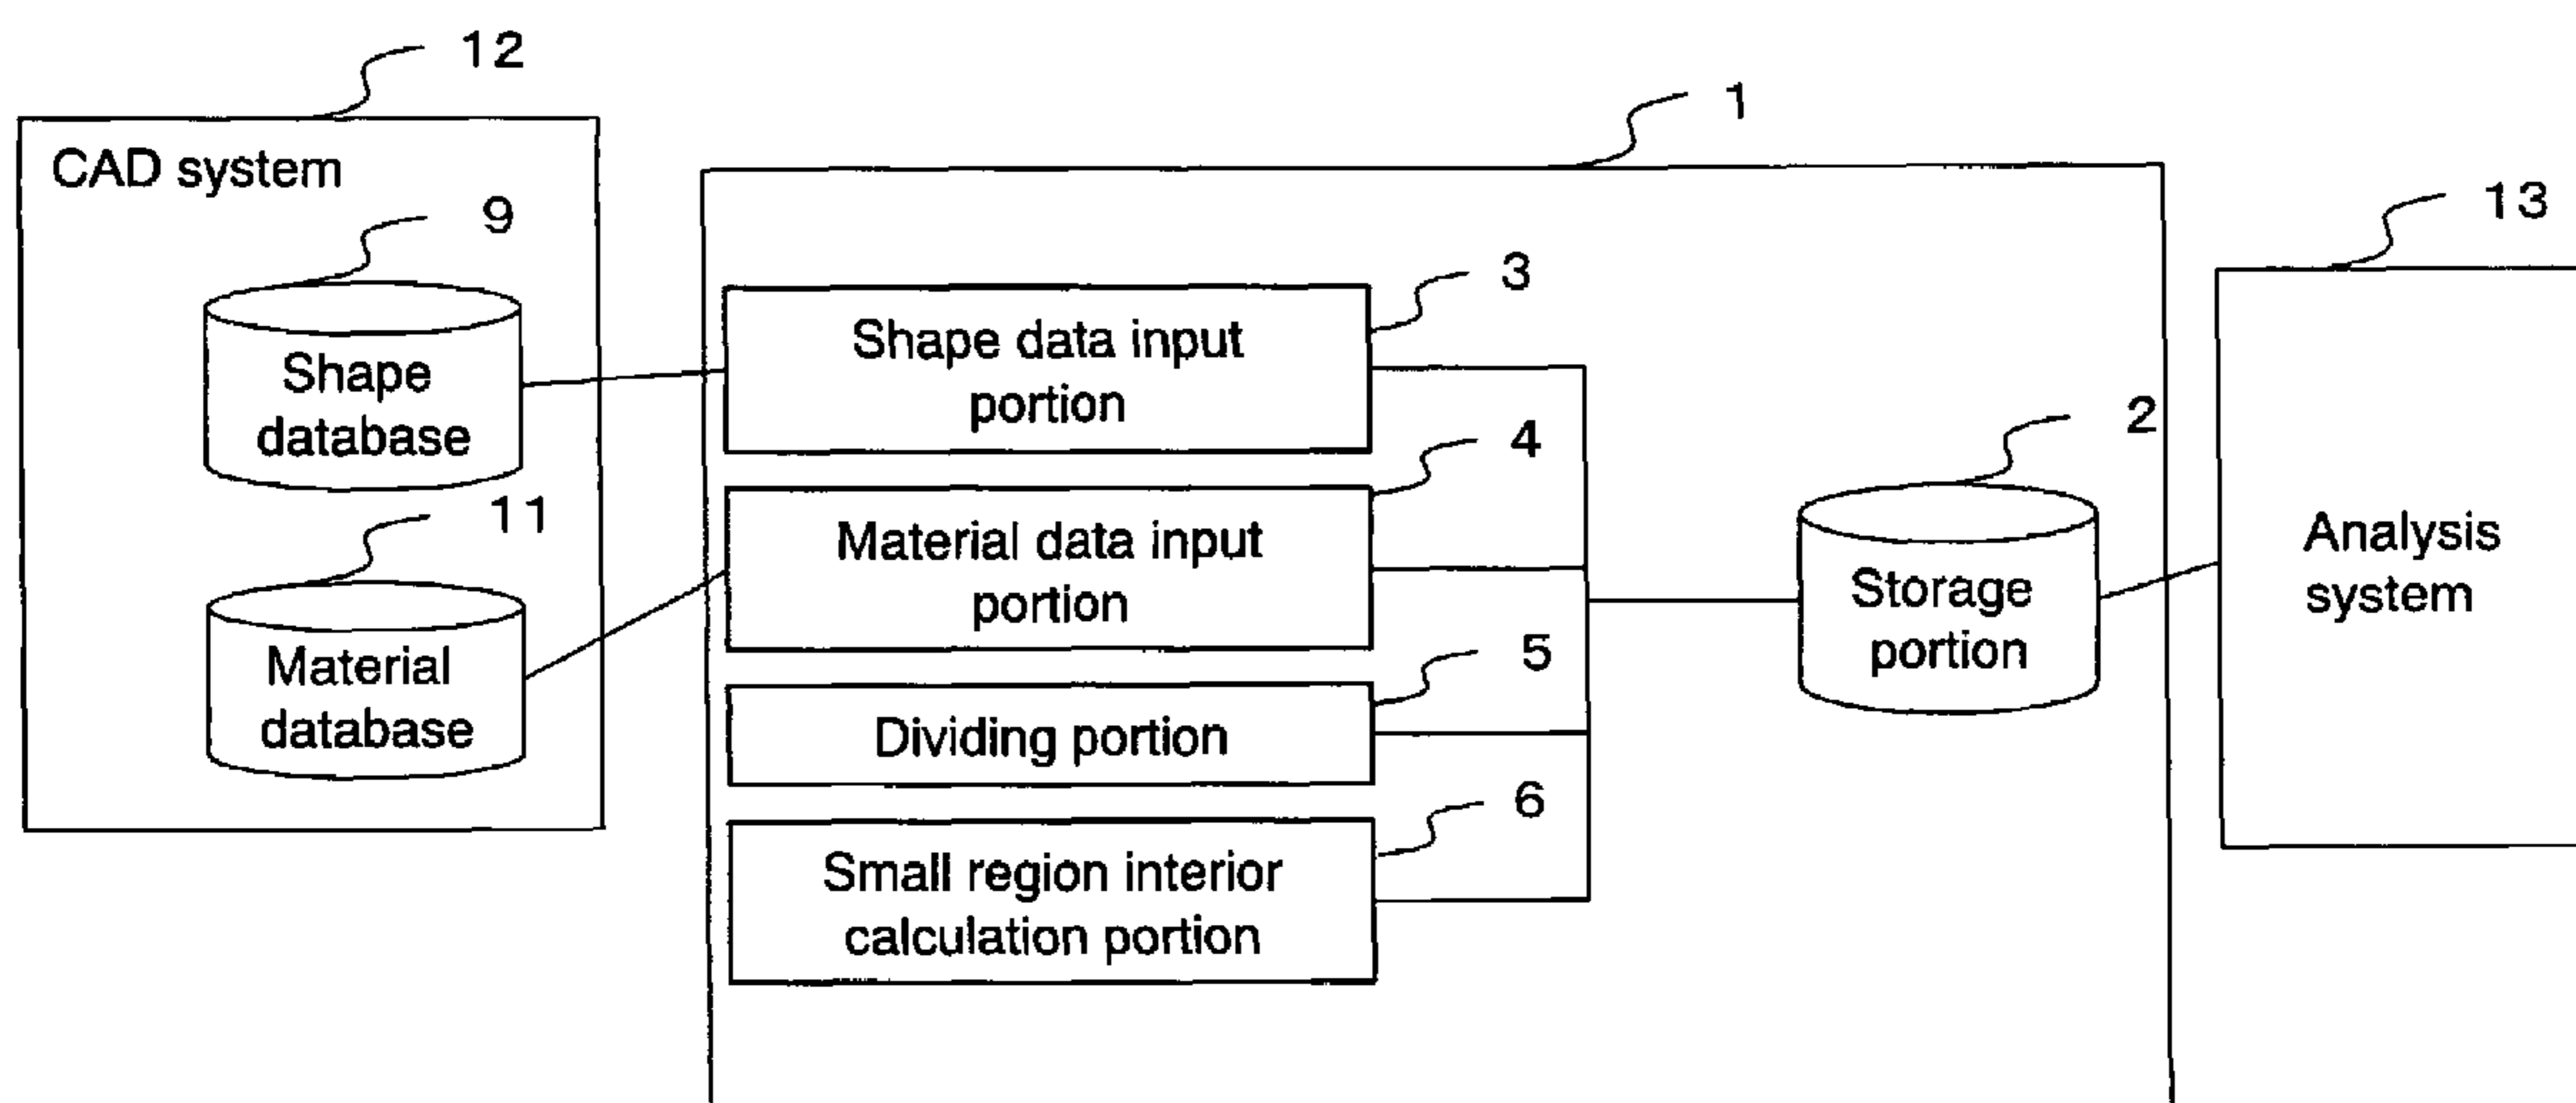 12
CAD system
9
Shape
database
11
Material
database
1
3
Shape data input
portion
4
Material data input
portion
5
Dividing portion
6
Small region interior
calculation portion
2
Storage
portion
13
Analysis
system